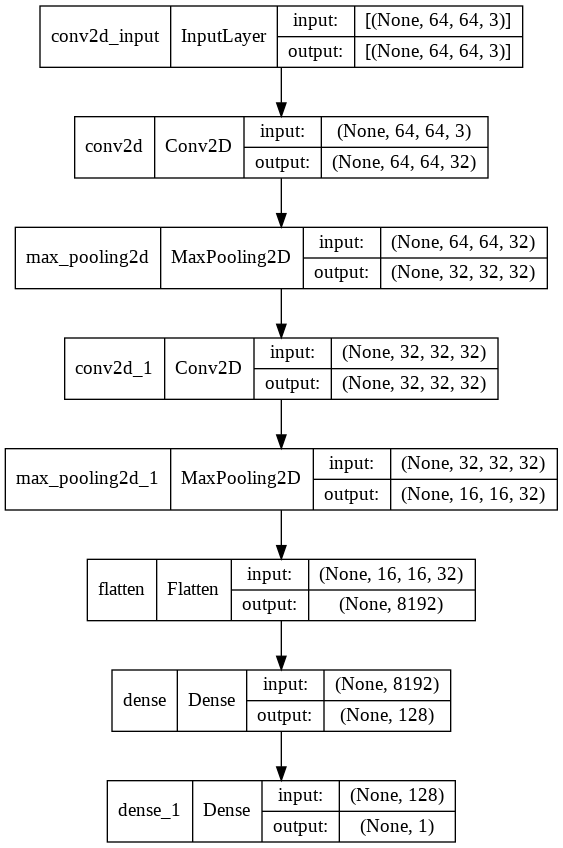 conv2d_input InputLayer input: [(None, 64, 64, 3)]
output: [(None, 64, 64, 3)]
conv2d Conv2D input: (None, 64, 64, 3)
output: (None, 64, 64, 32)
max_pooling2d MaxPooling2D input: (None, 64, 64, 32)
output: (None, 32, 32, 32)
conv2d_1 Conv2D input: (None, 32, 32, 32)
output: (None, 32, 32, 32)
max_pooling2d_1 MaxPooling2D input: (None, 32, 32, 32)
output: (None, 16, 16, 32)
flatten Flatten input: (None, 16, 16, 32)
output: (None, 8192)
dense Dense input: (None, 8192)
output: (None, 128)
dense_1 Dense input: (None, 128)
output: (None, 1)